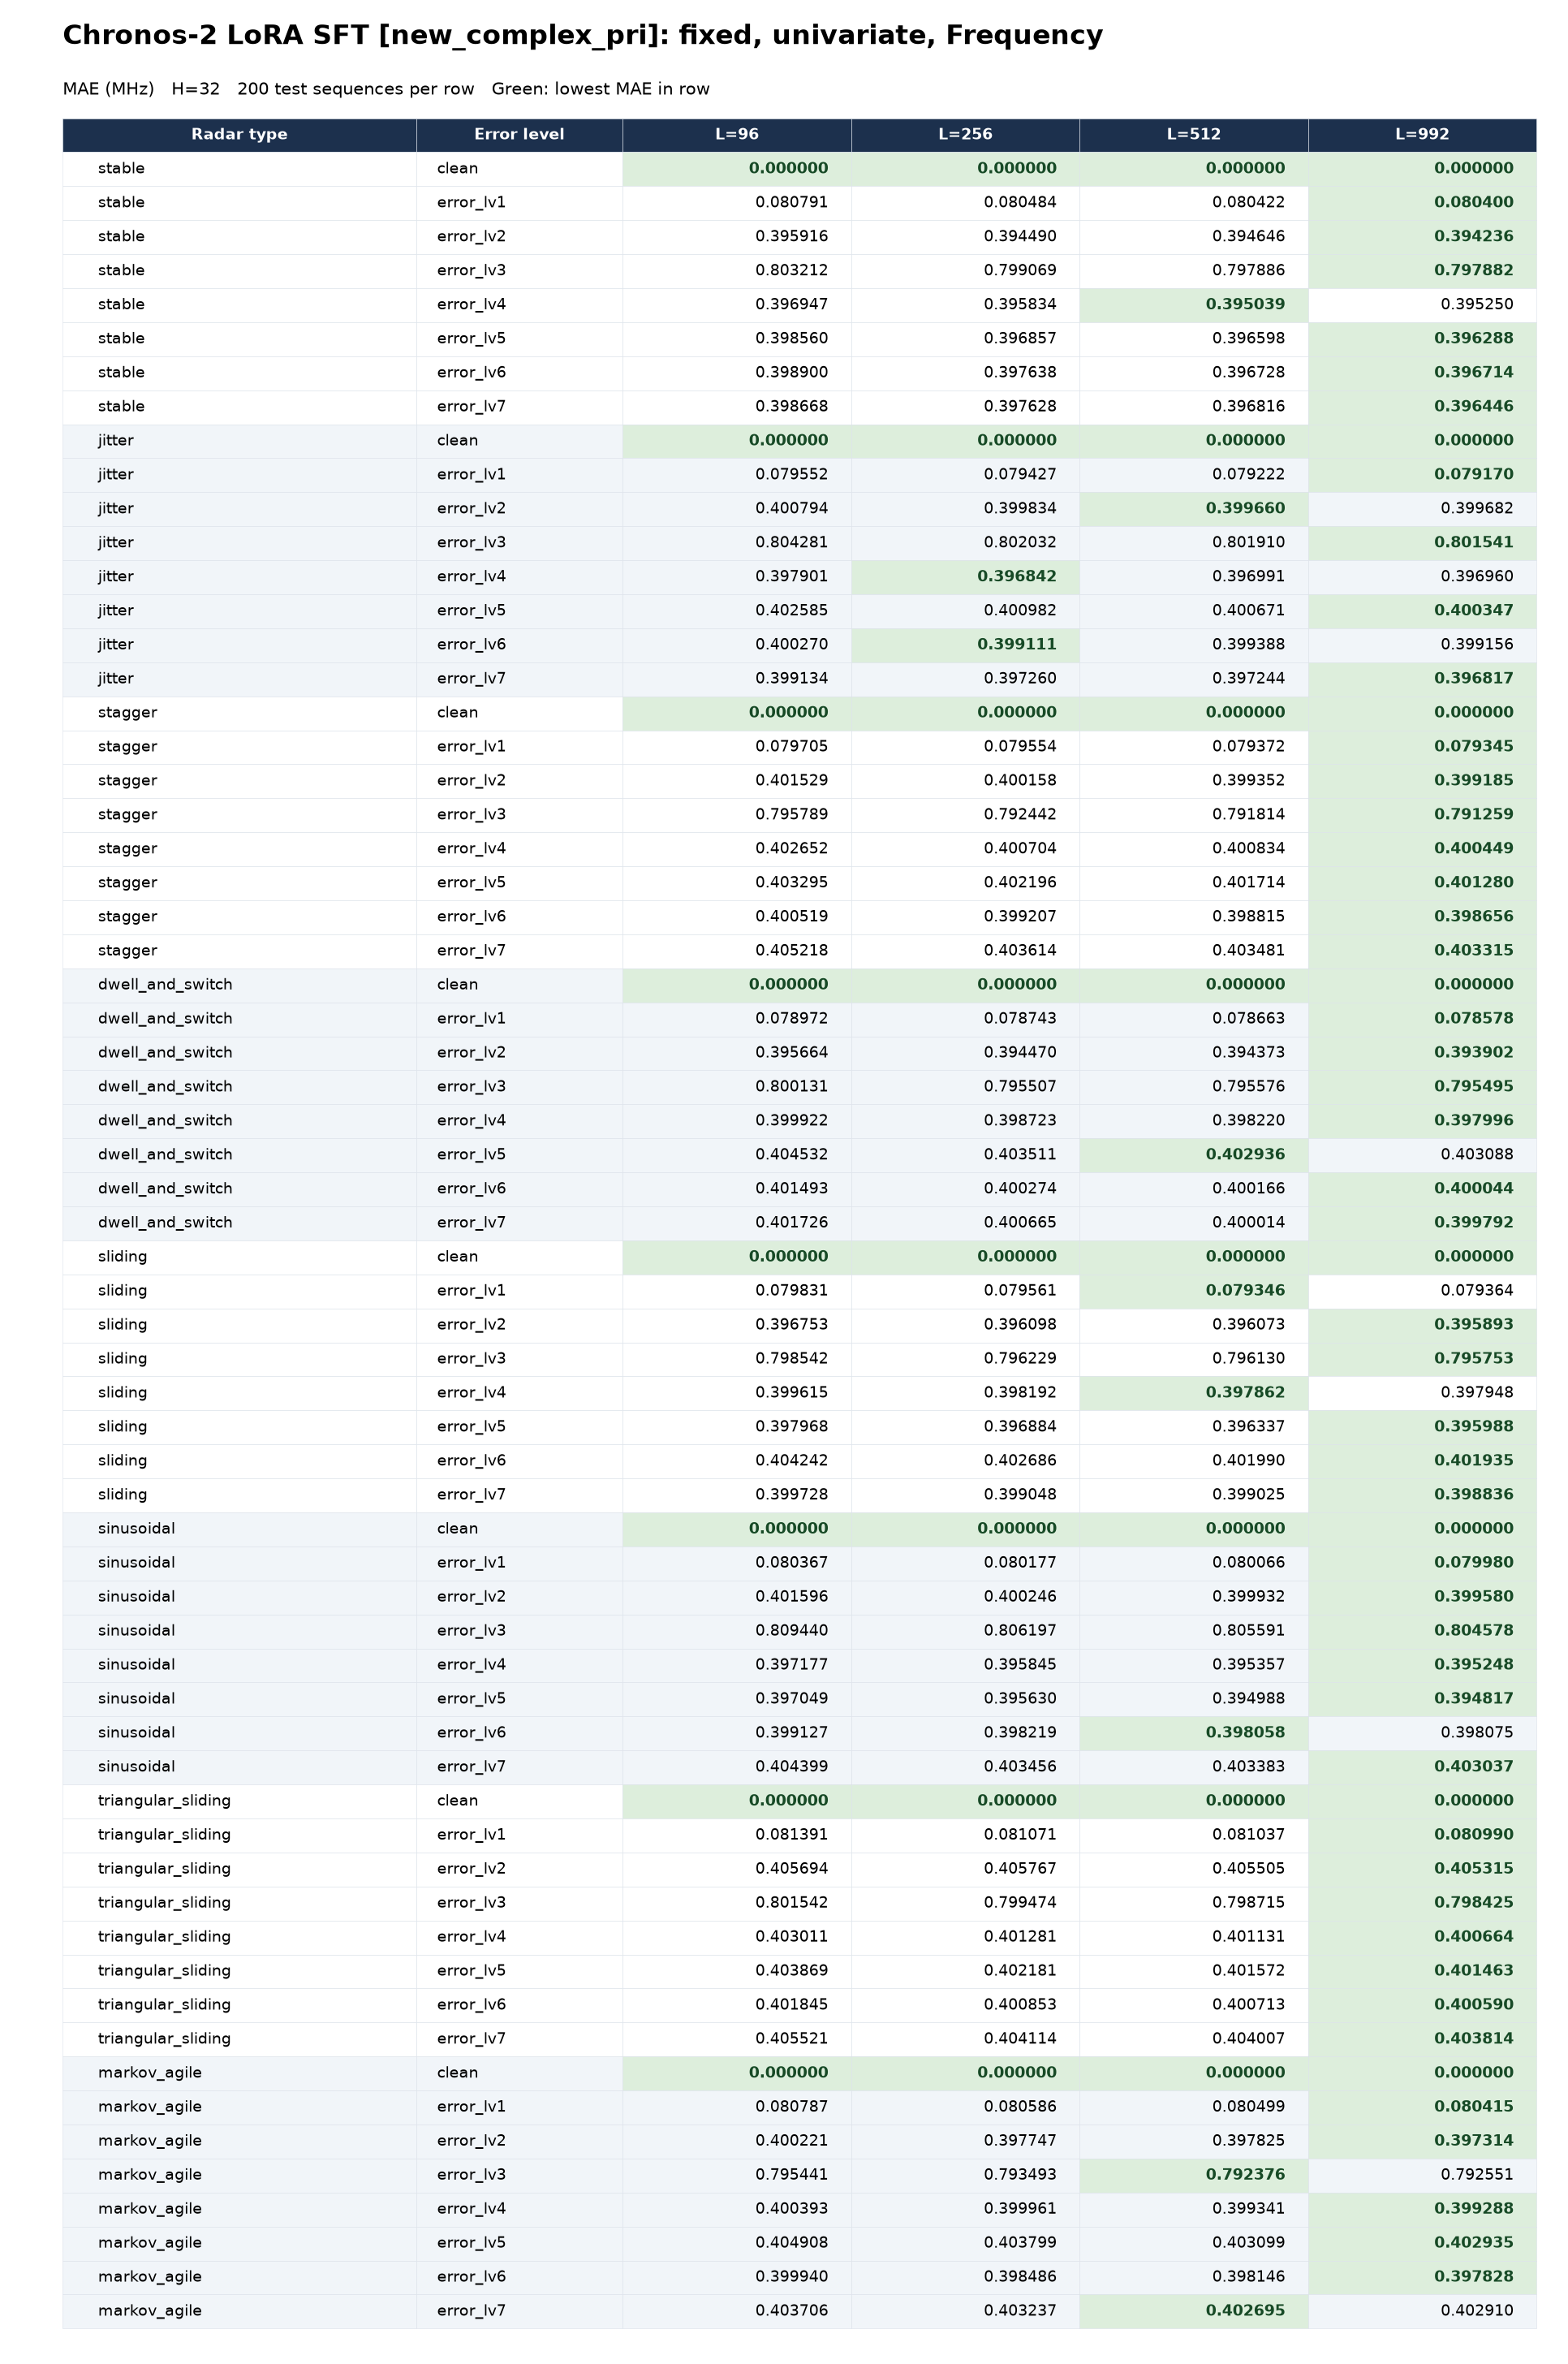 Chronos-2 LoRA SFT [new_complex_pri]: fixed, univariate, Frequency
MAE (MHz) H=32 200 test sequences per row Green: lowest MAE in row
Radar type Error level L=96 L=256 L=512 L=992
stable clean 0.000000 0.000000 0.000000 0.000000
stable error_lv1 0.080791 0.080484 0.080422 0.080400
stable error_lv2 0.395916 0.394490 0.394646 0.394236
stable error_lv3 0.803212 0.799069 0.797886 0.797882
stable error_lv4 0.396947 0.395834 0.395039 0.395250
stable error_lv5 0.398560 0.396857 0.396598 0.396288
stable error_lv6 0.398900 0.397638 0.396728 0.396714
stable error_lv7 0.398668 0.397628 0.396816 0.396446
jitter clean 0.000000 0.000000 0.000000 0.000000
jitter error_lv1 0.079552 0.079427 0.079222 0.079170
jitter error_lv2 0.400794 0.399834 0.399660 0.399682
jitter error_lv3 0.804281 0.802032 0.801910 0.801541
jitter error_lv4 0.397901 0.396842 0.396991 0.396960
jitter error_lv5 0.402585 0.400982 0.400671 0.400347
jitter error_lv6 0.400270 0.399111 0.399388 0.399156
jitter error_lv7 0.399134 0.397260 0.397244 0.396817
stagger clean 0.000000 0.000000 0.000000 0.000000
stagger error_lv1 0.079705 0.079554 0.079372 0.079345
stagger error_lv2 0.401529 0.400158 0.399352 0.399185
stagger error_lv3 0.795789 0.792442 0.791814 0.791259
stagger error_lv4 0.402652 0.400704 0.400834 0.400449
stagger error_lv5 0.403295 0.402196 0.401714 0.401280
stagger error_lv6 0.400519 0.399207 0.398815 0.398656
stagger error_lv7 0.405218 0.403614 0.403481 0.403315
dwell_and_switch clean 0.000000 0.000000 0.000000 0.000000
dwell_and_switch error_lv1 0.078972 0.078743 0.078663 0.078578
dwell_and_switch error_lv2 0.395664 0.394470 0.394373 0.393902
dwell_and_switch error_lv3 0.800131 0.795507 0.795576 0.795495
dwell_and_switch error_lv4 0.399922 0.398723 0.398220 0.397996
dwell_and_switch error_lv5 0.404532 0.403511 0.402936 0.403088
dwell_and_switch error_lv6 0.401493 0.400274 0.400166 0.400044
dwell_and_switch error_lv7 0.401726 0.400665 0.400014 0.399792
sliding clean 0.000000 0.000000 0.000000 0.000000
sliding error_lv1 0.079831 0.079561 0.079346 0.079364
sliding error_lv2 0.396753 0.396098 0.396073 0.395893
sliding error_lv3 0.798542 0.796229 0.796130 0.795753
sliding error_lv4 0.399615 0.398192 0.397862 0.397948
sliding error_lv5 0.397968 0.396884 0.396337 0.395988
sliding error_lv6 0.404242 0.402686 0.401990 0.401935
sliding error_lv7 0.399728 0.399048 0.399025 0.398836
sinusoidal clean 0.000000 0.000000 0.000000 0.000000
sinusoidal error_lv1 0.080367 0.080177 0.080066 0.079980
sinusoidal error_lv2 0.401596 0.400246 0.399932 0.399580
sinusoidal error_lv3 0.809440 0.806197 0.805591 0.804578
sinusoidal error_lv4 0.397177 0.395845 0.395357 0.395248
sinusoidal error_lv5 0.397049 0.395630 0.394988 0.394817
sinusoidal error_lv6 0.399127 0.398219 0.398058 0.398075
sinusoidal error_lv7 0.404399 0.403456 0.403383 0.403037
triangular_sliding clean 0.000000 0.000000 0.000000 0.000000
triangular_sliding error_lv1 0.081391 0.081071 0.081037 0.080990
triangular_sliding error_lv2 0.405694 0.405767 0.405505 0.405315
triangular_sliding error_lv3 0.801542 0.799474 0.798715 0.798425
triangular_sliding error_lv4 0.403011 0.401281 0.401131 0.400664
triangular_sliding error_lv5 0.403869 0.402181 0.401572 0.401463
triangular_sliding error_lv6 0.401845 0.400853 0.400713 0.400590
triangular_sliding error_lv7 0.405521 0.404114 0.404007 0.403814
markov_agile clean 0.000000 0.000000 0.000000 0.000000
markov_agile error_lv1 0.080787 0.080586 0.080499 0.080415
markov_agile error_lv2 0.400221 0.397747 0.397825 0.397314
markov_agile error_lv3 0.795441 0.793493 0.792376 0.792551
markov_agile error_lv4 0.400393 0.399961 0.399341 0.399288
markov_agile error_lv5 0.404908 0.403799 0.403099 0.402935
markov_agile error_lv6 0.399940 0.398486 0.398146 0.397828
markov_agile error_lv7 0.403706 0.403237 0.402695 0.402910